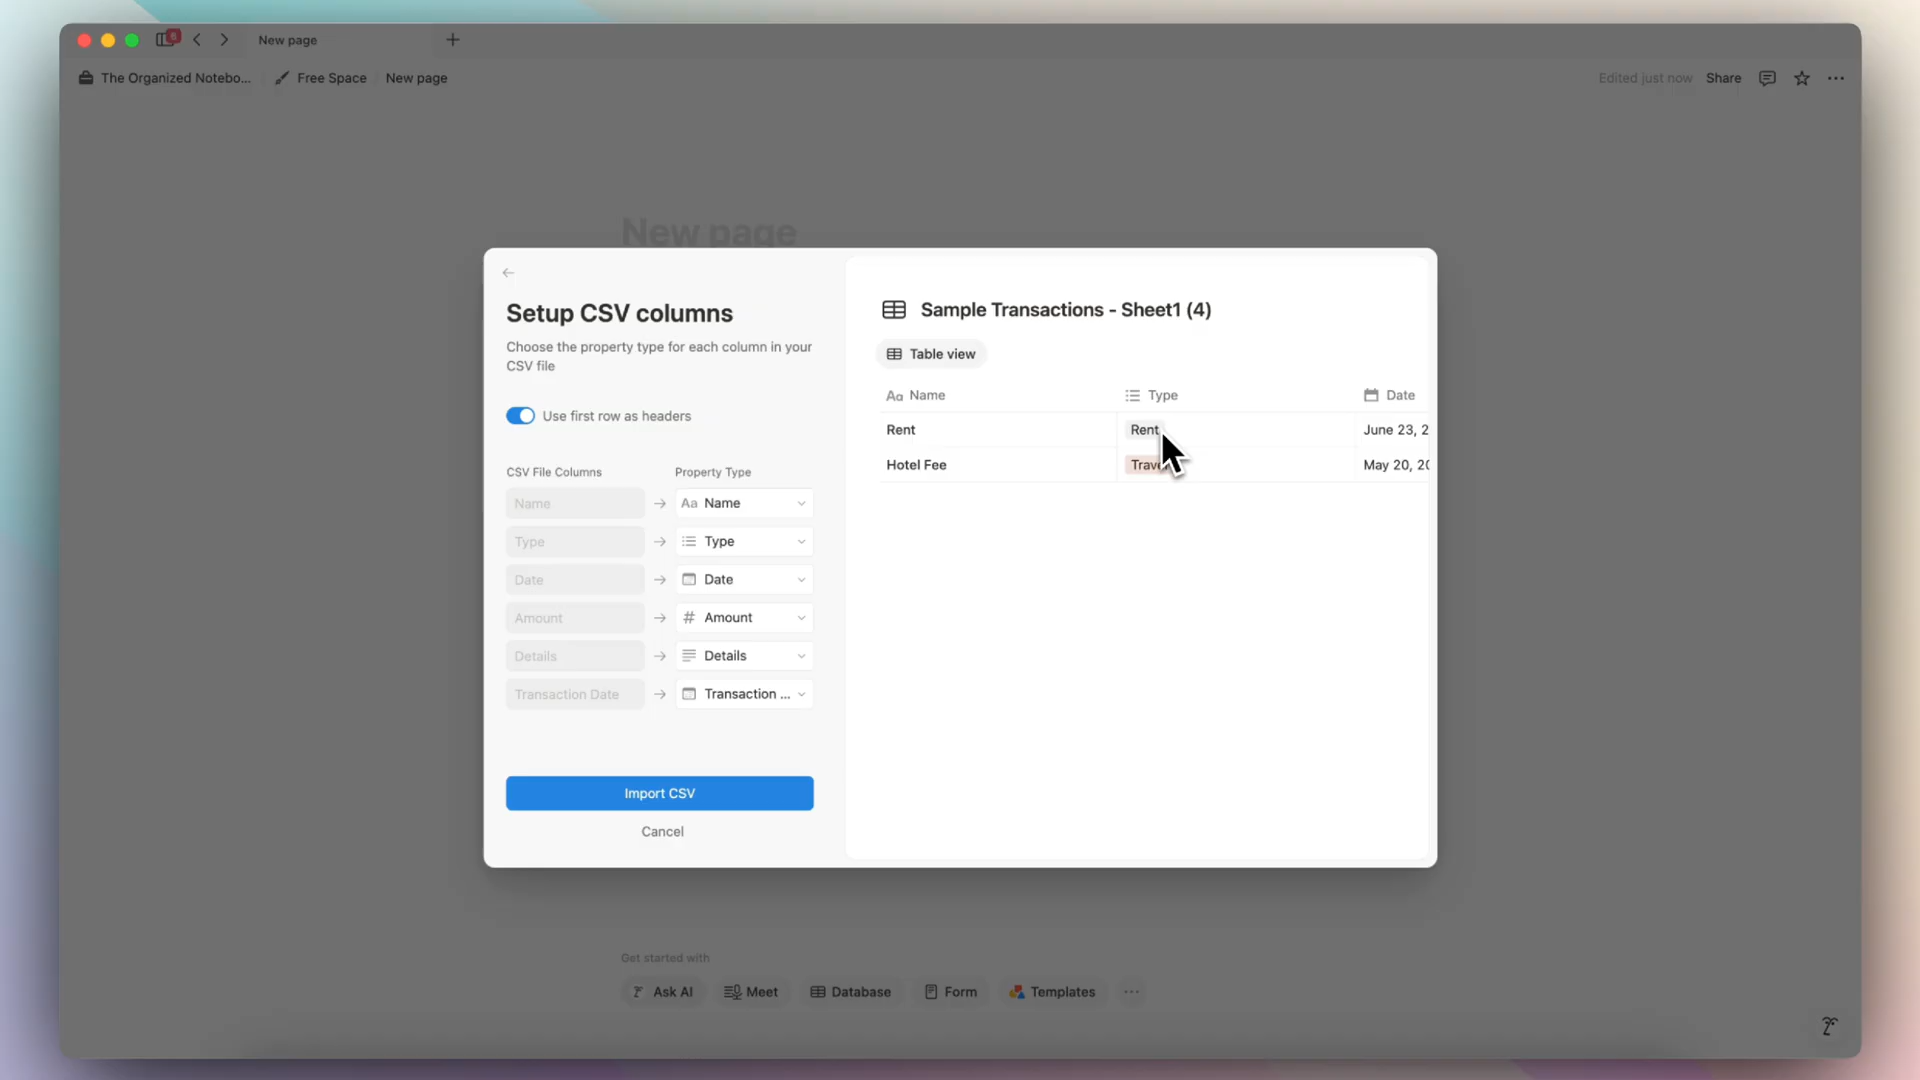 New page
The Organized Notebo...
Free Space
New page
Edited just now
Share
New page
Setup CSV columns
Choose the property type for each column in your
CSV file
Use first row as headers
CSV File Columns
Property Type
Name
Aa Name
Type
Type
Date
Date
Amount
# Amount
Details
Details
Transaction Date
Transaction ...
Import CSV
Cancel
Sample Transactions - Sheet1 (4)
Table view
Aa Name
Type
Date
Rent
Rent
June 23, 2
Hotel Fee
May 20, 20
Get started with
Ask AI
Meet
Database
Form
Templates